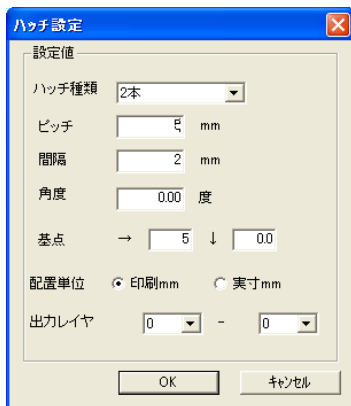 ハッチ設定
設定値
ハッチ種類 2本
ピッチ mm
間隔 2 mm
角度 0.00 度
基点 → 5 ↓ 0.0
配置単位 印刷mm 実寸mm
出力レイヤ 0 - 0
OK キャンセル